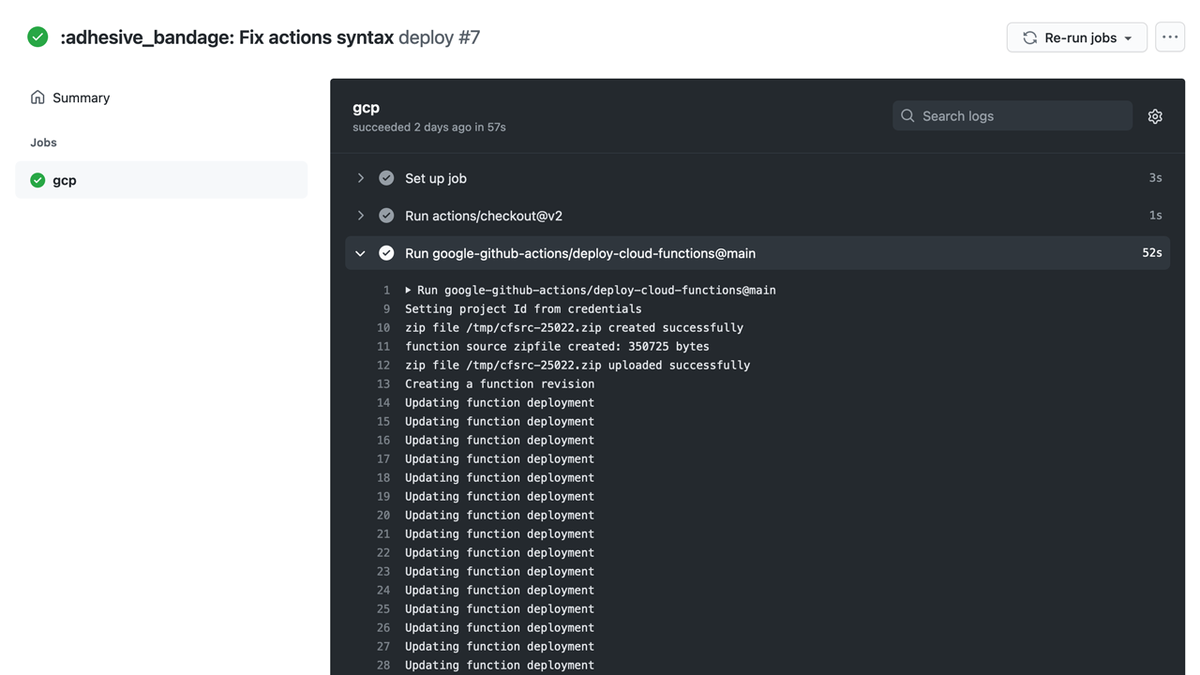 :adhesive_bandage: Fix actions syntax deploy #7
Re-run jobs
Summary
Jobs
gcp
gcp
succeeded 2 days ago in 57s
Search logs
Set up job 3s
Run actions/checkout@v2 1s
Run google-github-actions/deploy-cloud-functions@main 52s
1 Run google-github-actions/deploy-cloud-functions@main
9 Setting project Id from credentials
10 zip file /tmp/cfsrc-25022.zip created successfully
11 function source zipfile created: 350725 bytes
12 zip file /tmp/cfsrc-25022.zip uploaded successfully
13 Creating a function revision
14 Updating function deployment
15 Updating function deployment
16 Updating function deployment
17 Updating function deployment
18 Updating function deployment
19 Updating function deployment
20 Updating function deployment
21 Updating function deployment
22 Updating function deployment
23 Updating function deployment
24 Updating function deployment
25 Updating function deployment
26 Updating function deployment
27 Updating function deployment
28 Updating function deployment